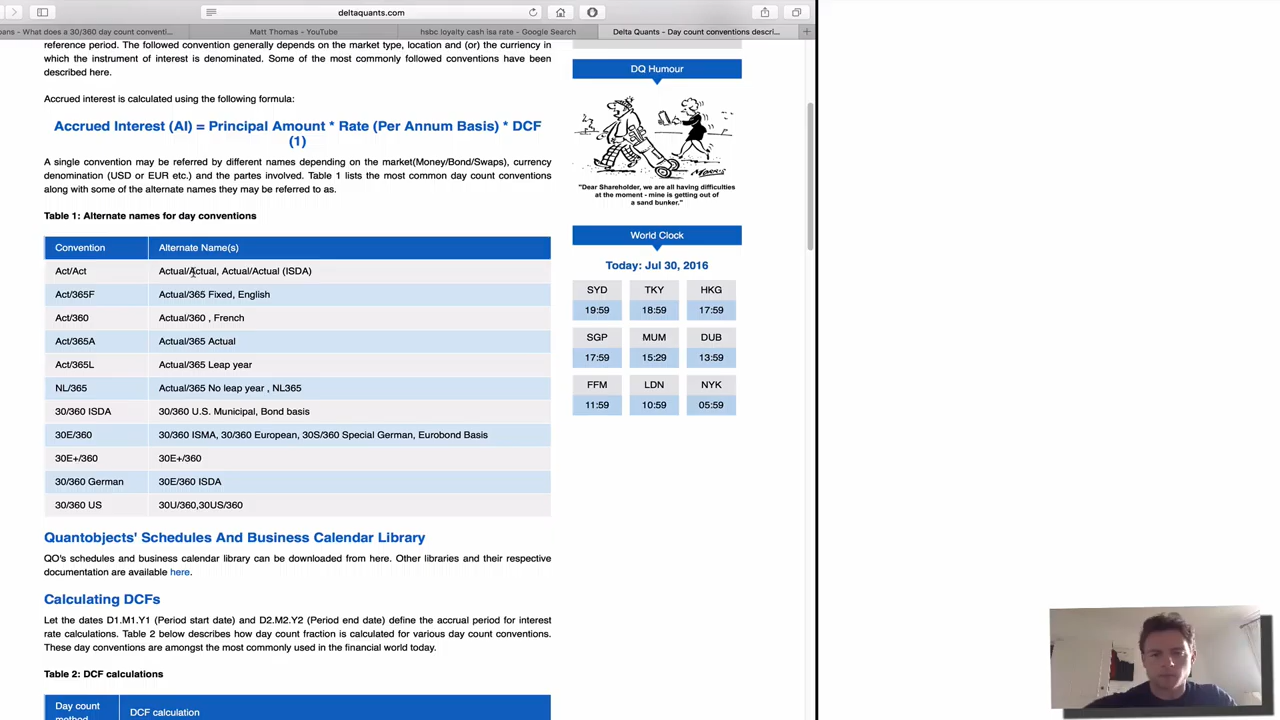 deltaquants.com
ans - What does a 30/360 day count conventi...
Matt Thomas - YouTube
hsbc loyalty cash isa rate - Google Search
Delta Quants - Day count conventions descri...
reference period. The followed convention generally depends on the market type, location and (or) the currency in
which the instrument of interest is denominated. Some of the most commonly followed conventions have been
described here.
Accrued interest is calculated using the following formula:
Accrued Interest (AI) = Principal Amount * Rate (Per Annum Basis) * DCF
(1)
A single convention may be referred by different names depending on the market(Money/Bond/Swaps), currency
denomination (USD or EUR etc.) and the partes involved. Table 1 lists the most common day count conventions
along with some of the alternate names they may be referred to as.
Table 1: Alternate names for day conventions
Convention Alternate Name(s)
Act/Act Actual/Actual, Actual/Actual (ISDA)
Act/365F Actual/365 Fixed, English
Act/360 Actual/360 , French
Act/365A Actual/365 Actual
Act/365L Actual/365 Leap year
NL/365 Actual/365 No leap year , NL365
30/360 ISDA 30/360 U.S. Municipal, Bond basis
30E/360 30/360 ISMA, 30/360 European, 30S/360 Special German, Eurobond Basis
30E+/360 30E+/360
30/360 German 30E/360 ISDA
30/360 US 30U/360,30US/360
Quantobjects' Schedules And Business Calendar Library
QO's schedules and business calendar library can be downloaded from here. Other libraries and their respective
documentation are available here.
Calculating DCFs
Let the dates D1.M1.Y1 (Period start date) and D2.M2.Y2 (Period end date) define the accrual period for interest
rate calculations. Table 2 below describes how day count fraction is calculated for various day count conventions.
These day conventions are amongst the most commonly used in the financial world today.
Table 2: DCF calculations
Day count
method
DCF calculation
DQ Humour
"Dear Shareholder, we are all having difficulties
at the moment - mine is getting out of
a sand bunker."
World Clock
Today: Jul 30, 2016
SYD TKY HKG
19:59 18:59 17:59
SGP MUM DUB
17:59 15:29 13:59
FFM LDN NYK
11:59 10:59 05:59